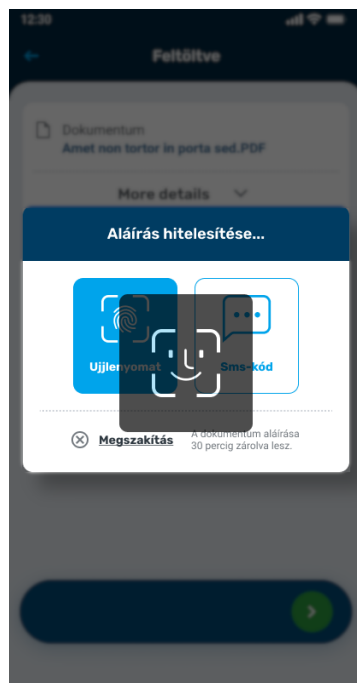 12:30
Feltöltve
Dokumentum
Amet non tortor in porta sed.PDF
More details
Aláírás hitelesítése...
Ujjlenyomat
Sms-kód
Megszakítás
A dokumentum aláírása
30 percig zárolva lesz.